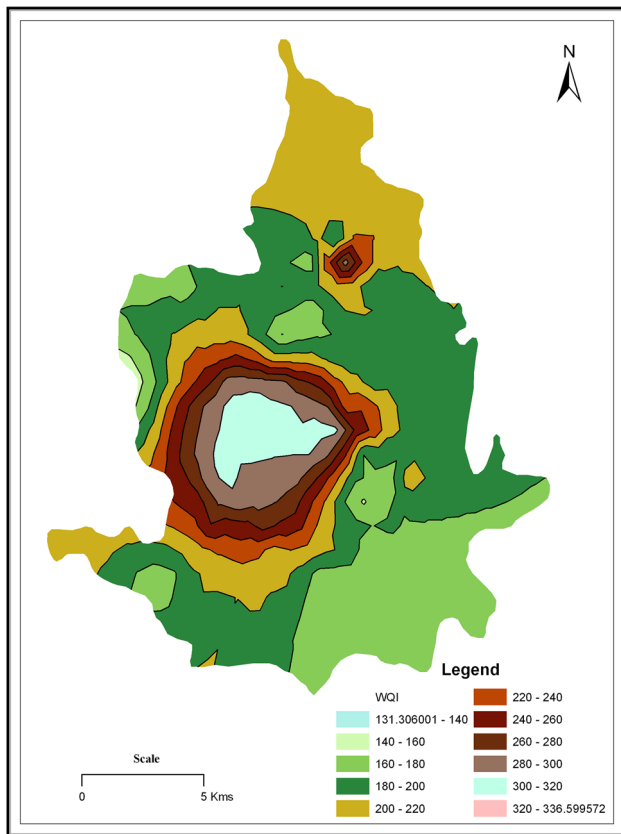 N
Legend
WQI
131.306001 - 140
140 - 160
160 - 180
180 - 200
200 - 220
220 - 240
240 - 260
260 - 280
280 - 300
300 - 320
320 - 336.599572
Scale
0 5 Kms